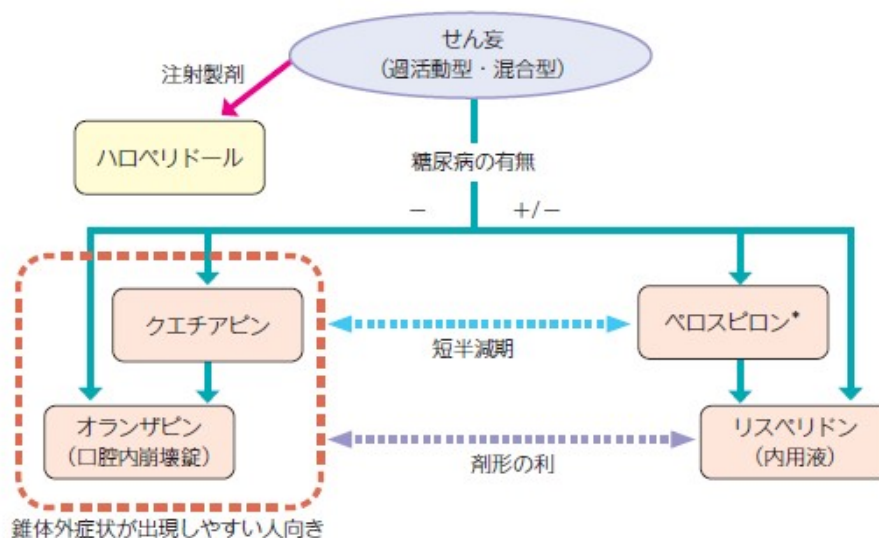 せん妄
（過活動型・混合型）
注射製剤
ハロペリドール
糖尿病の有無
－
+/－
クエチアピン
ペロスピロン*
短半減期
オランザピン
（口腔内崩壊錠）
リスペリドン
（内用液）
剤形の利
錐体外症状が出現しやすい人向き